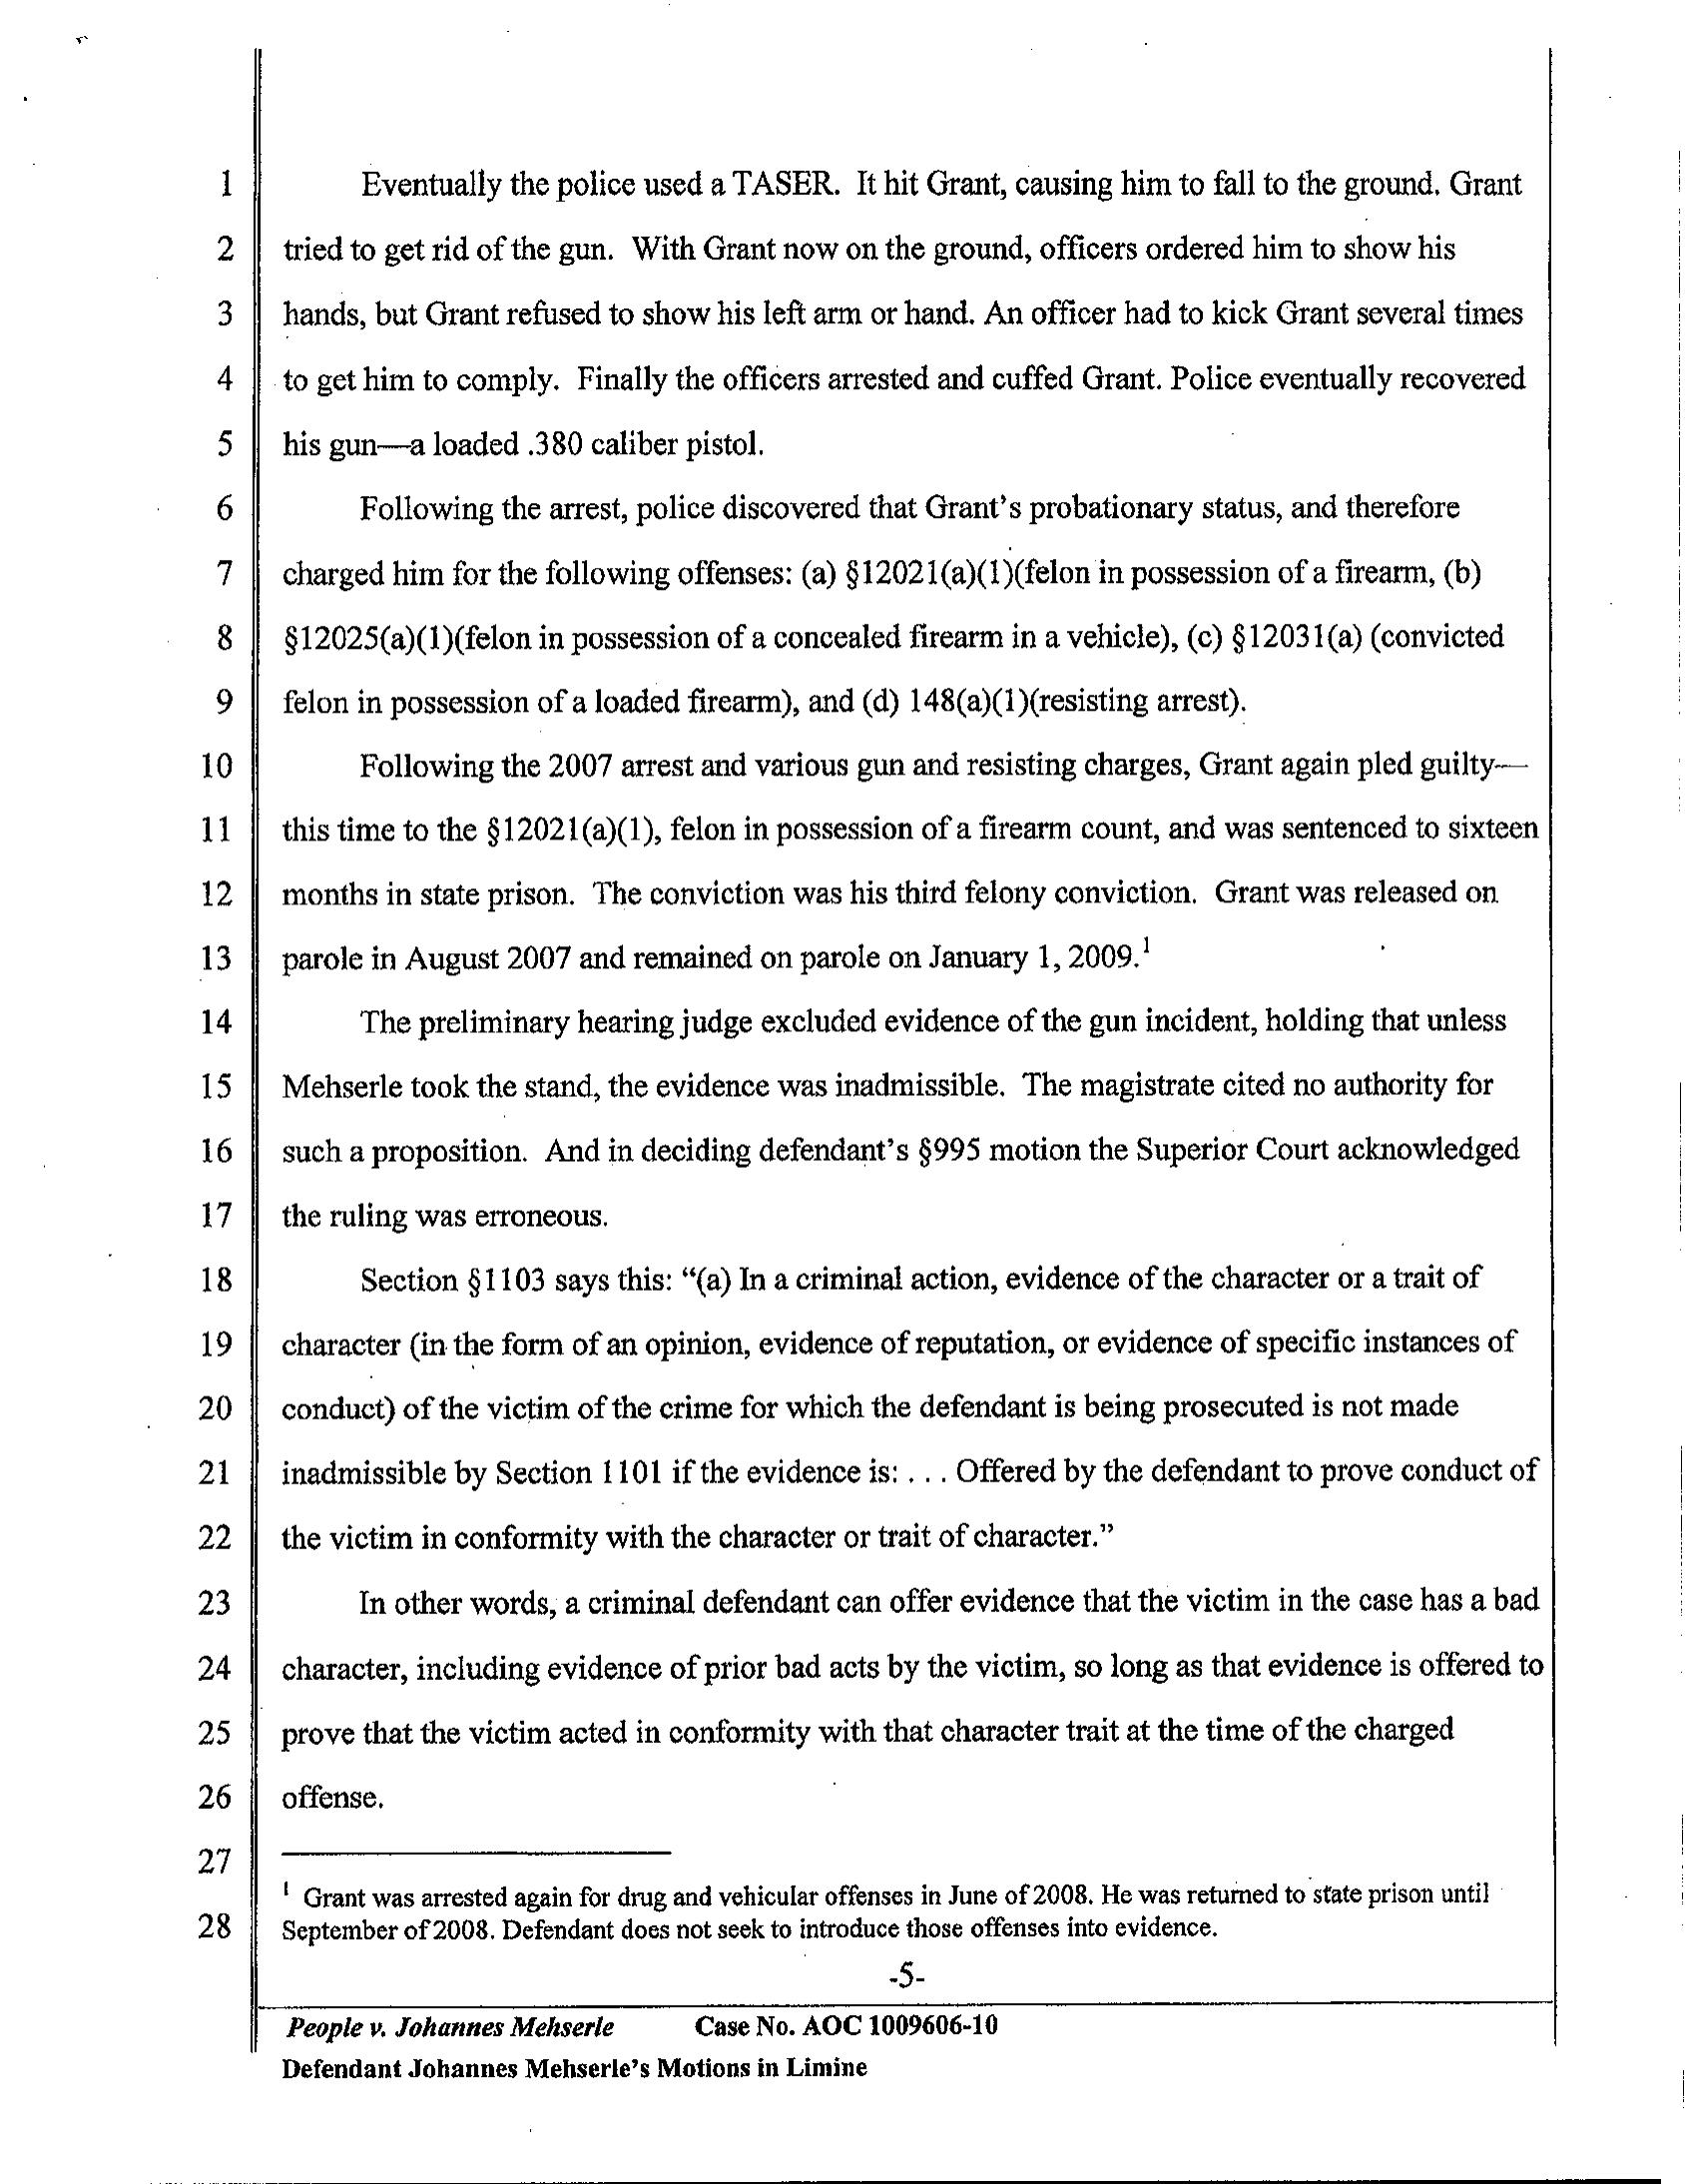 1 Eventually the police used a TASER. It hit Grant, causing him to fall to the ground. Grant
2 tried to get rid of the gun. With Grant now on the ground, officers ordered him to show his
3 hands, but Grant refused to show his left arm or hand. An officer had to kick Grant several times
4 to get him to comply. Finally the officers arrested and cuffed Grant. Police eventually recovered
5 his gun—a loaded .380 caliber pistol.
6 Following the arrest, police discovered that Grant's probationary status, and therefore
7 charged him for the following offenses: (a) §12021(a)(1)(felon in possession of a firearm, (b)
8 §12025(a)(1)(felon in possession of a concealed firearm in a vehicle), (c) §12031(a) (convicted
9 felon in possession of a loaded firearm), and (d) 148(a)(1)(resisting arrest).
10 Following the 2007 arrest and various gun and resisting charges, Grant again pled guilty—
11 this time to the §12021(a)(1), felon in possession of a firearm count, and was sentenced to sixteen
12 months in state prison. The conviction was his third felony conviction. Grant was released on
13 parole in August 2007 and remained on parole on January 1, 2009.¹
14 The preliminary hearing judge excluded evidence of the gun incident, holding that unless
15 Mehserle took the stand, the evidence was inadmissible. The magistrate cited no authority for
16 such a proposition. And in deciding defendant's §995 motion the Superior Court acknowledged
17 the ruling was erroneous.
18 Section §1103 says this: “(a) In a criminal action, evidence of the character or a trait of
19 character (in the form of an opinion, evidence of reputation, or evidence of specific instances of
20 conduct) of the victim of the crime for which the defendant is being prosecuted is not made
21 inadmissible by Section 1101 if the evidence is: . . . Offered by the defendant to prove conduct of
22 the victim in conformity with the character or trait of character.”
23 In other words, a criminal defendant can offer evidence that the victim in the case has a bad
24 character, including evidence of prior bad acts by the victim, so long as that evidence is offered to
25 prove that the victim acted in conformity with that character trait at the time of the charged
26 offense.
27
¹ Grant was arrested again for drug and vehicular offenses in June of 2008. He was returned to state prison until
28 September of 2008. Defendant does not seek to introduce those offenses into evidence.
-5-
People v. Johannes Mehserle Case No. AOC 1009606-10
Defendant Johannes Mehserle's Motions in Limine